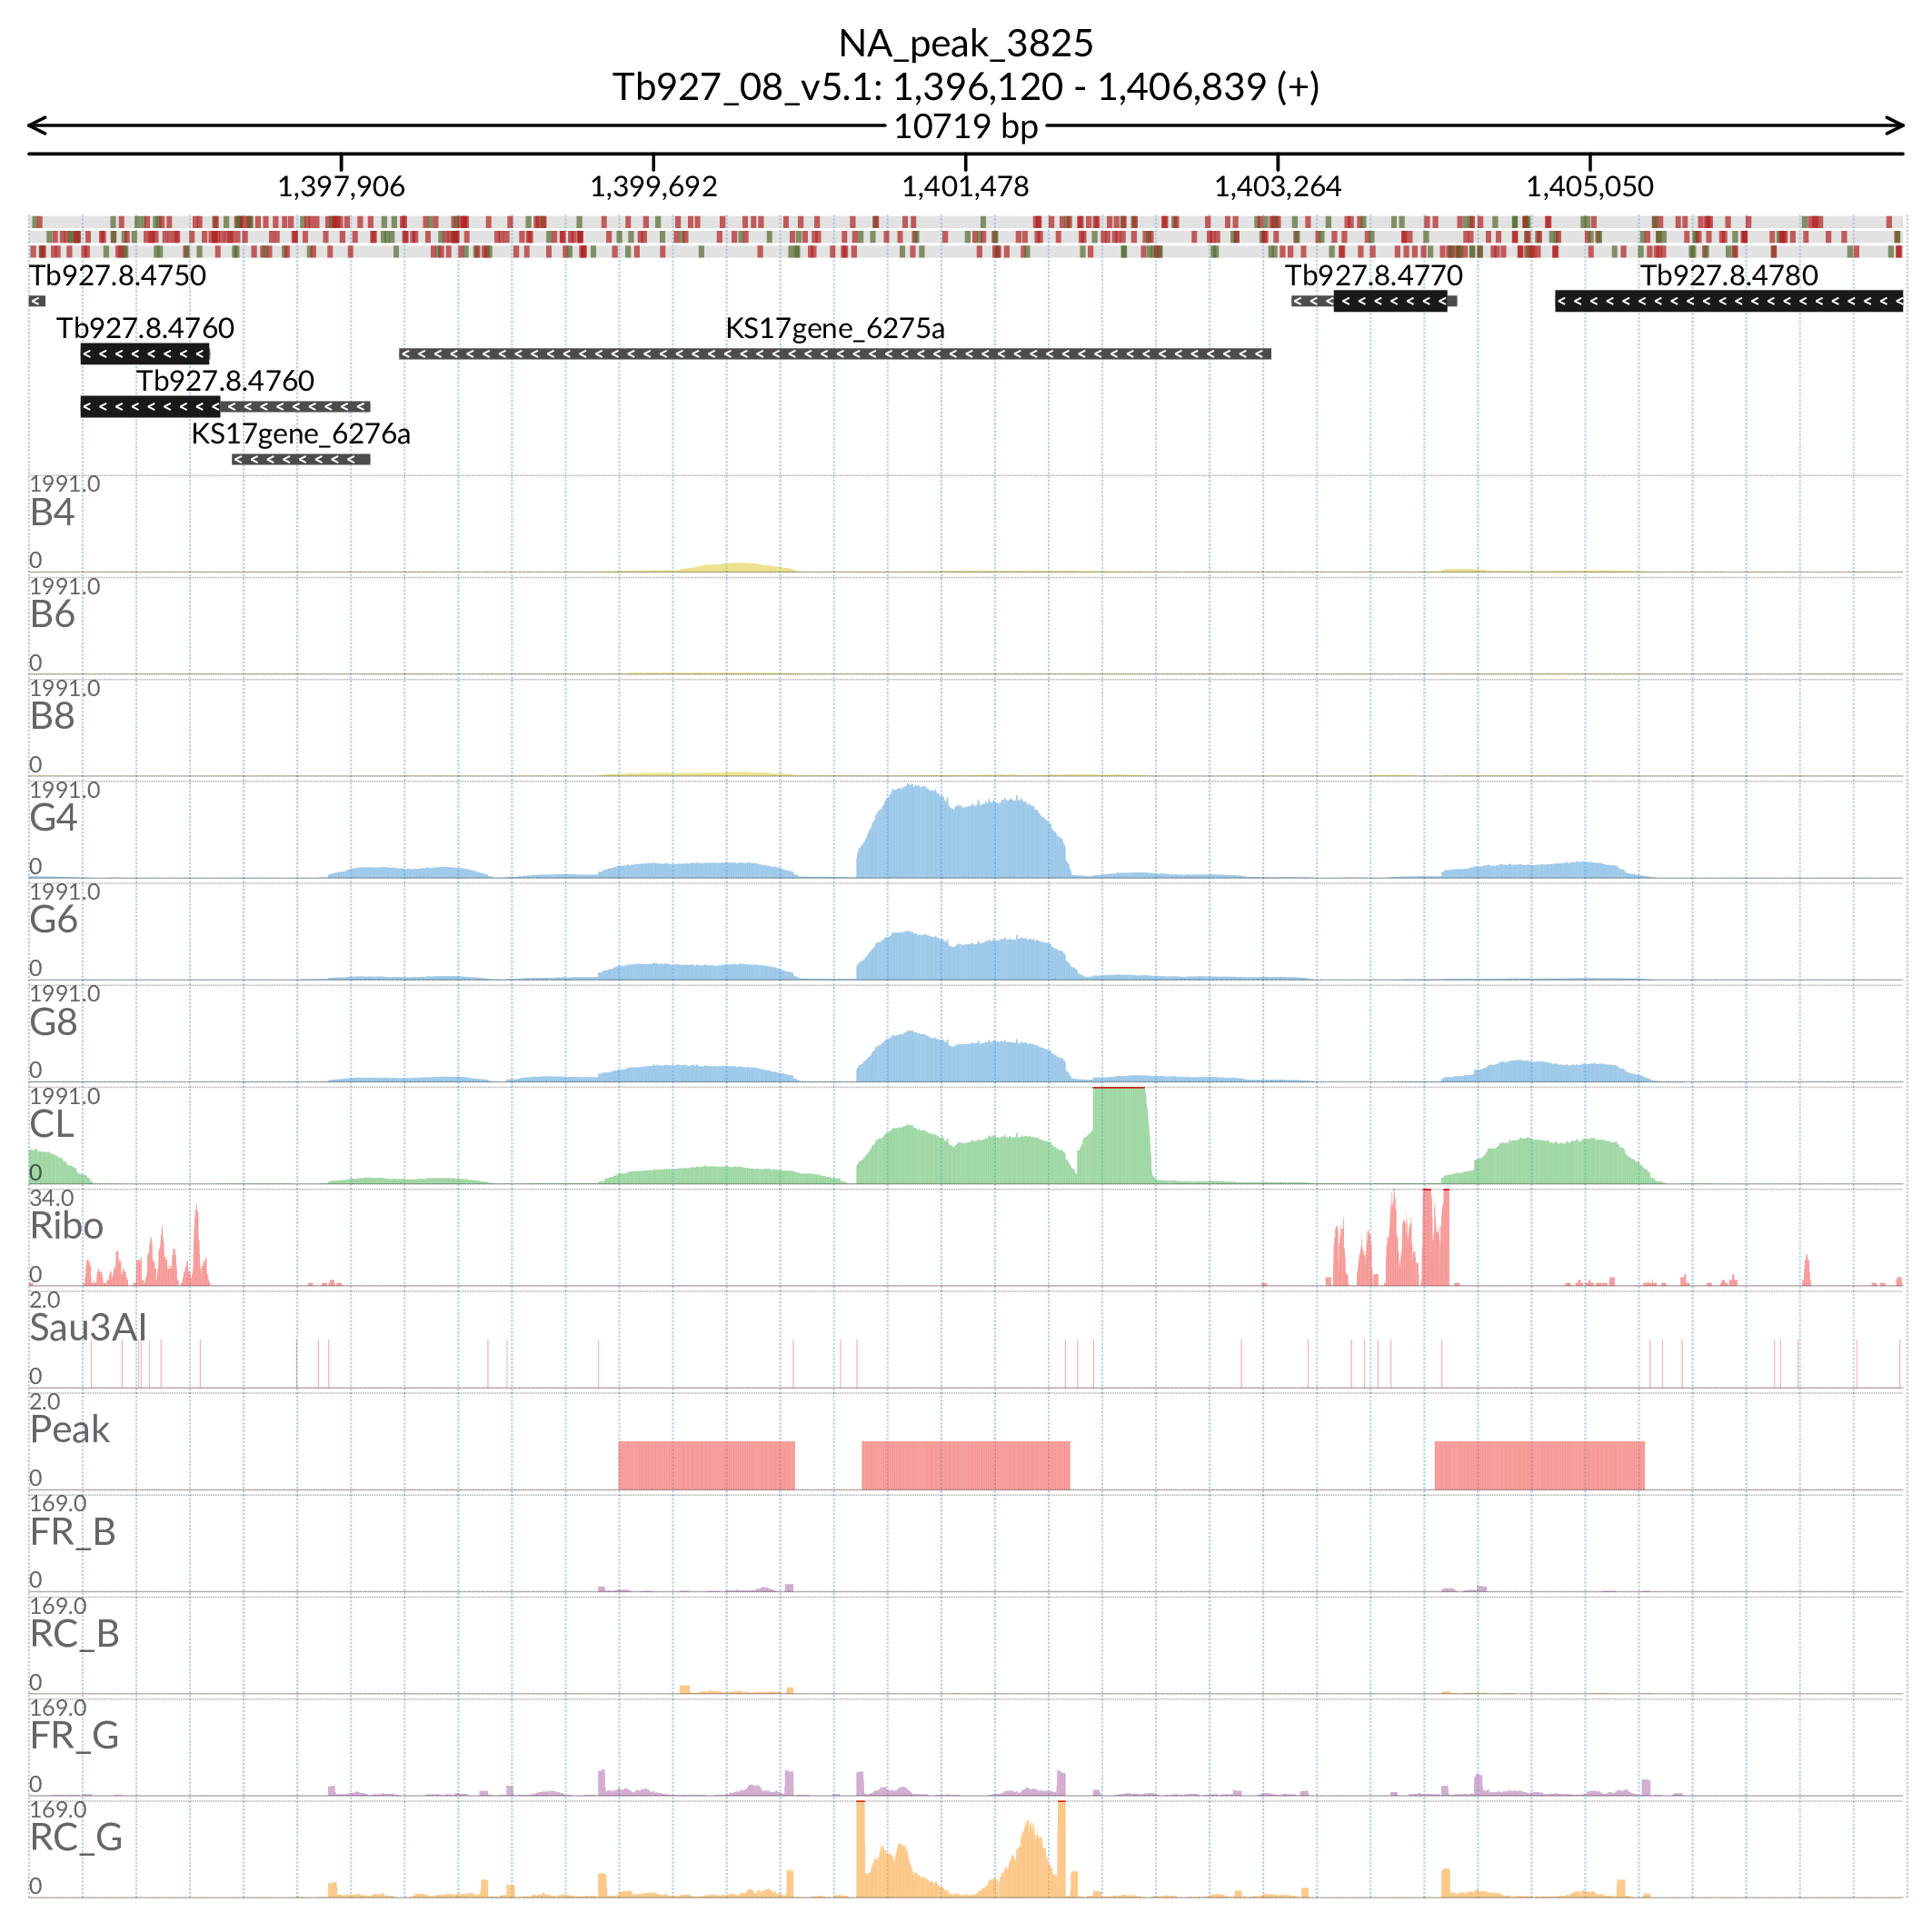 NA_peak_3825
Tb927_08_v5.1: 1,396,120 - 1,406,839 (+)
10719 bp
1,397,906 1,399,692 1,401,478 1,403,264 1,405,050
Tb927.8.4750 Tb927.8.4770 Tb927.8.4780
Tb927.8.4760 KS17gene_6275a
Tb927.8.4760
KS17gene_6276a
1991.0
B4
0
1991.0
B6
0
1991.0
B8
0
1991.0
G4
0
1991.0
G6
0
1991.0
G8
0
1991.0
CL
0
34.0
Ribo
0
2.0
Sau3AI
0
2.0
Peak
0
169.0
FR_B
0
169.0
RC_B
0
169.0
FR_G
0
169.0
RC_G
0